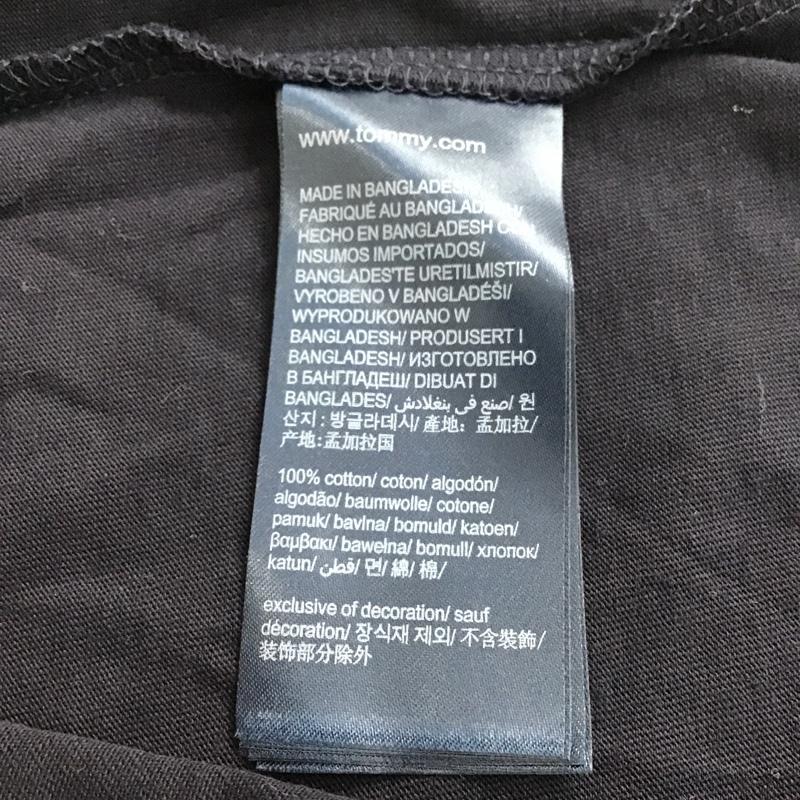 www.tommy.com
MADE IN BANGLADESH/
FABRIQUÉ AU BANGLADESH/
HECHO EN BANGLADESH CON
INSUMOS IMPORTADOS/
BANGLADES'TE URETILMISTIR/
VYROBENO V BANGLADÉŠI/
WYPRODUKOWANO W
BANGLADESH/ PRODUSERT I
BANGLADESH/ ИЗГОТОВЛЕНО
В БАНГЛАДЕШ/ DIBUAT DI
BANGLADES/ صنع في بنغلادش/ 원
산지 : 방글라데시/ 產地： 孟加拉/
产地:孟加拉国
100% cotton/ coton/ algodón/
algodão/ baumwolle/ cotone/
pamuk/ bavlna/ bomuld/ katoen/
βαμβακι/ bawełna/ bomull/ хлопок/
katun/ قطن/ 면/ 綿/ 棉/
exclusive of decoration/ sauf
décoration/ 장식재 제외/ 不含裝飾/
装饰部分除外